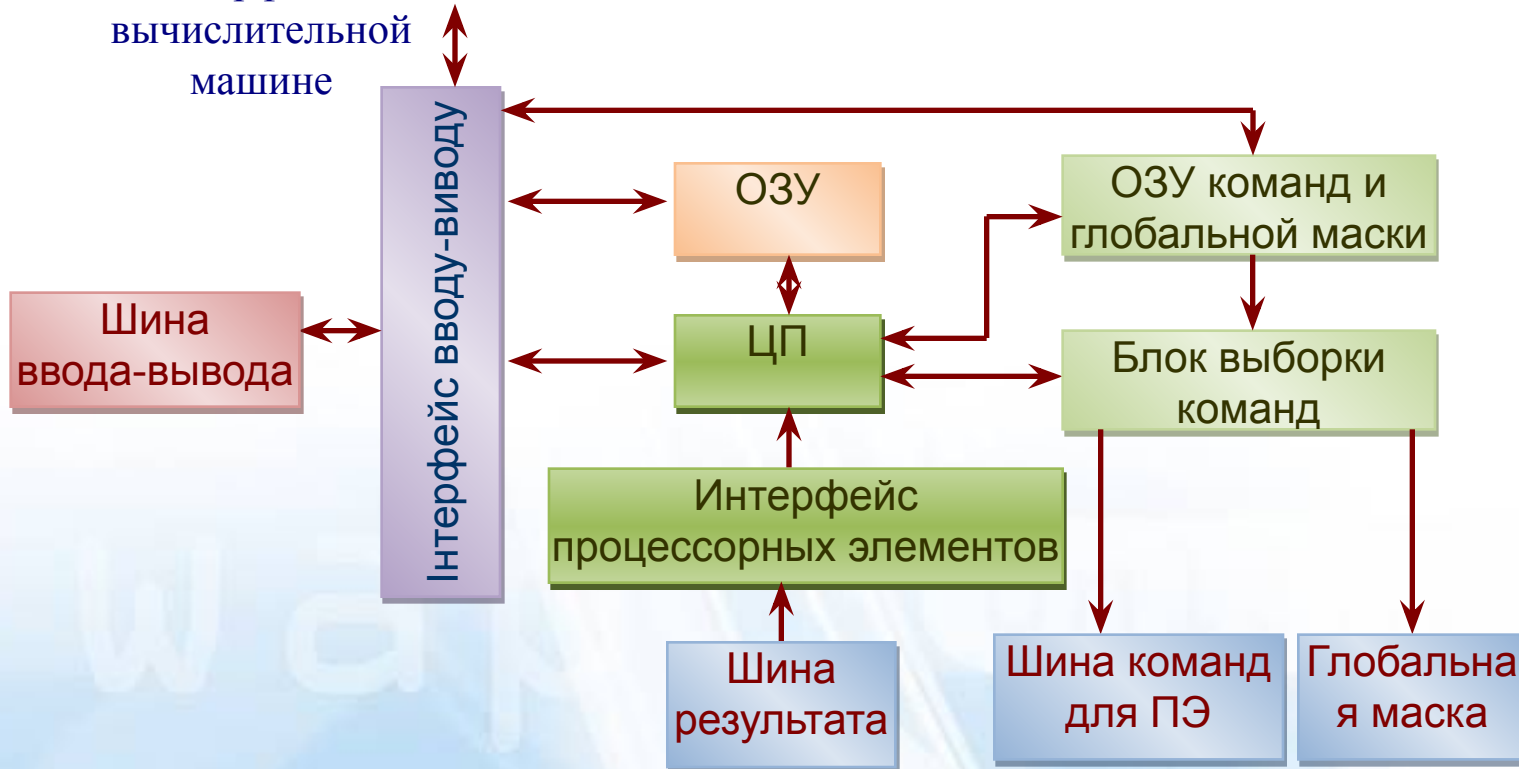 вычислительной
машине
Інтерфейс вводу-виводу
ОЗУ
ОЗУ команд и
глобальной маски
Шина
ввода-вывода
ЦП
Блок выборки
команд
Интерфейс
процессорных элементов
Шина
результата
Шина команд
для ПЭ
Глобальна
я маска